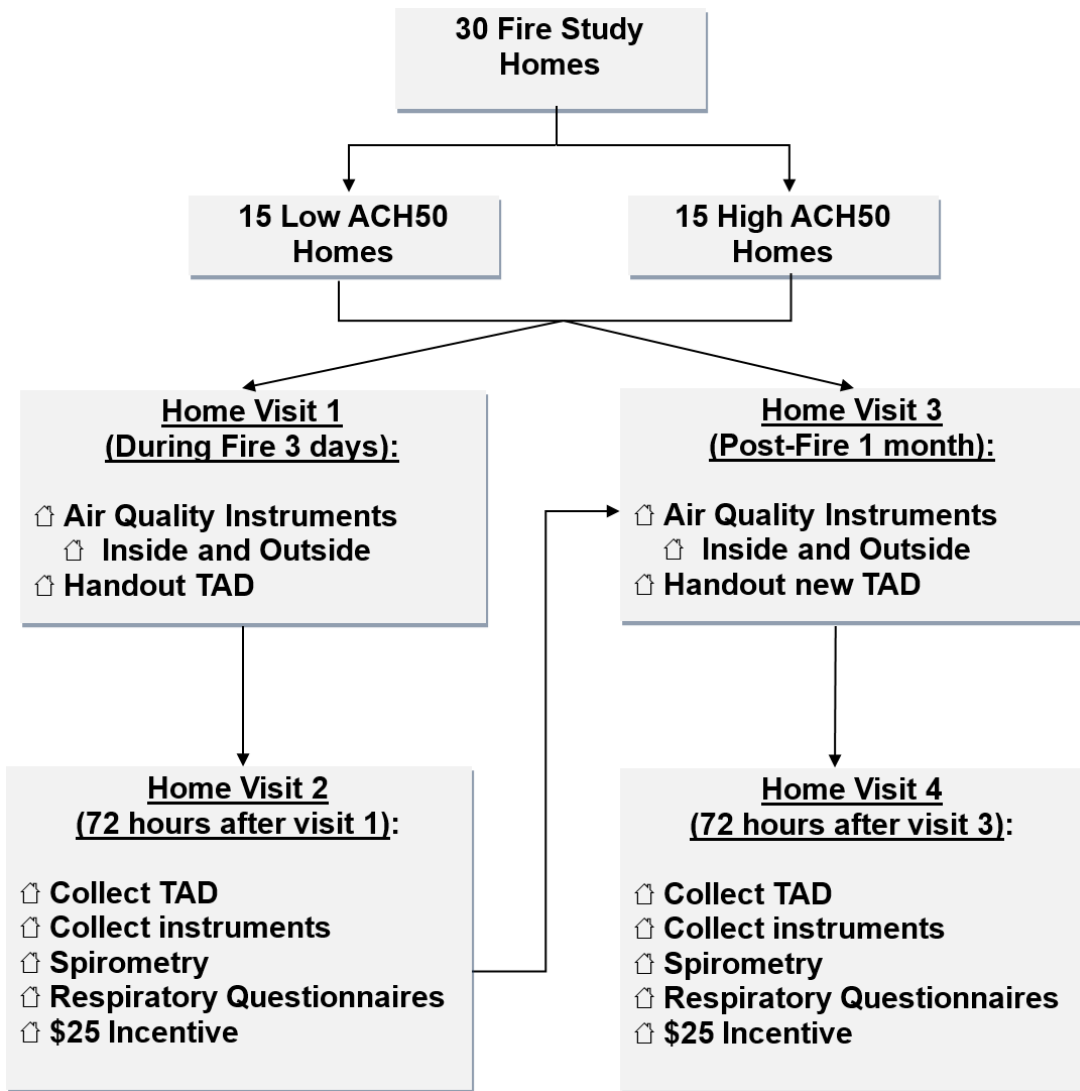 30 Fire Study
Homes
15 Low ACH50
Homes
15 High ACH50
Homes
Home Visit 1
(During Fire 3 days):
Air Quality Instruments
Inside and Outside
Handout TAD
Home Visit 3
(Post-Fire 1 month):
Air Quality Instruments
Inside and Outside
Handout new TAD
Home Visit 2
(72 hours after visit 1):
Collect TAD
Collect instruments
Spirometry
Respiratory Questionnaires
$25 Incentive
Home Visit 4
(72 hours after visit 3):
Collect TAD
Collect instruments
Spirometry
Respiratory Questionnaires
$25 Incentive